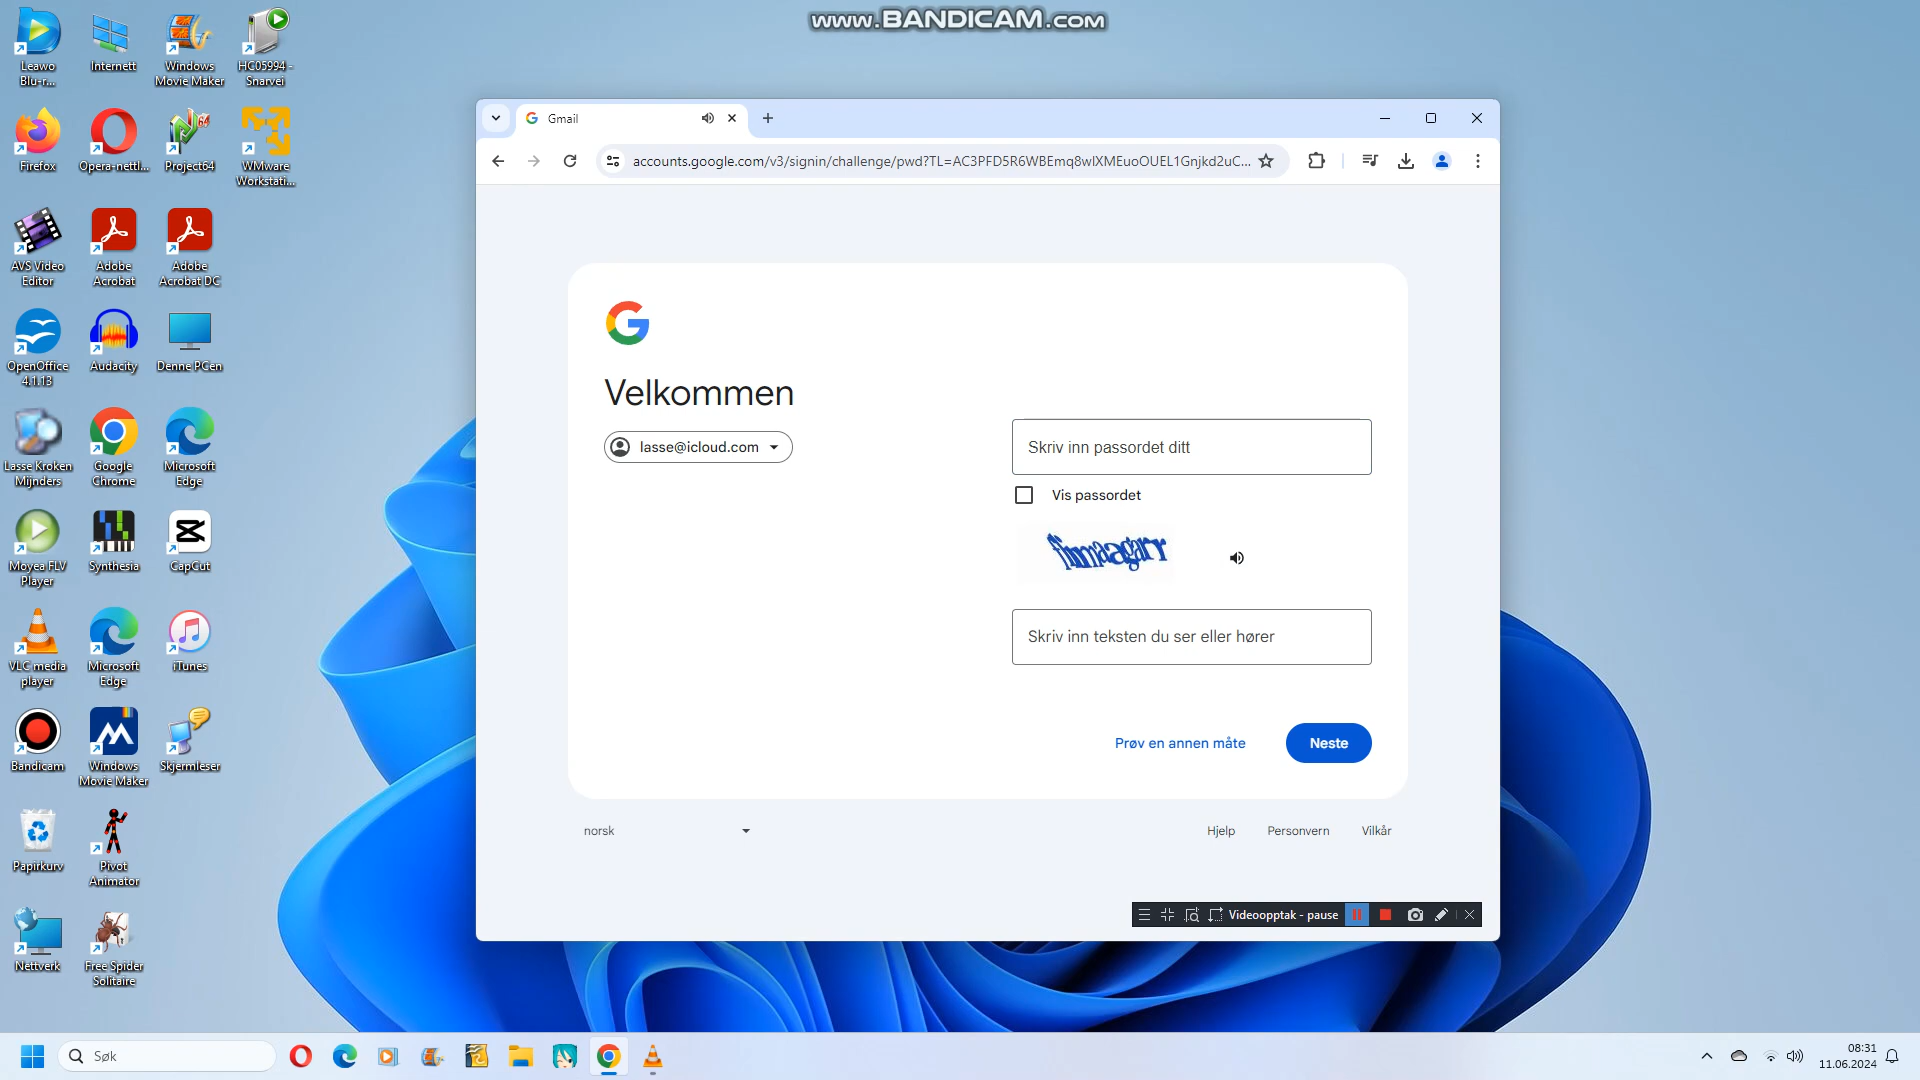 www.BANDICAM.com
Leawo
Blu-r...
Internett
Windows
Movie Maker
HC05994 -
Snarvei
Firefox
Opera-nettl...
Project64
WMware
Workstati...
AVS Video
Editor
Adobe
Acrobat
Adobe
Acrobat DC
OpenOffice
4.1.13
Audacity
Denne PCen
Lasse Kroken
Mijnders
Google
Chrome
Microsoft
Edge
Moyea FLV
Player
Synthesia
CapCut
VLC media
player
Microsoft
Edge
iTunes
Bandicam
Windows
Movie Maker
Skjermleser
Papirkurv
Pivot
Animator
Nettverk
Free Spider
Solitaire
Gmail
accounts.google.com/v3/signin/challenge/pwd?TL=AC3PFD5R6WBEmq8wIXMEuoOUEL1Gnjkd2uC...
Velkommen
lasse@icloud.com
Skriv inn passordet ditt
Vis passordet
Skriv inn teksten du ser eller hører
Prøv en annen måte
Neste
norsk
Hjelp
Personvern
Vilkår
Videoopptak - pause
Søk
08:31
11.06.2024